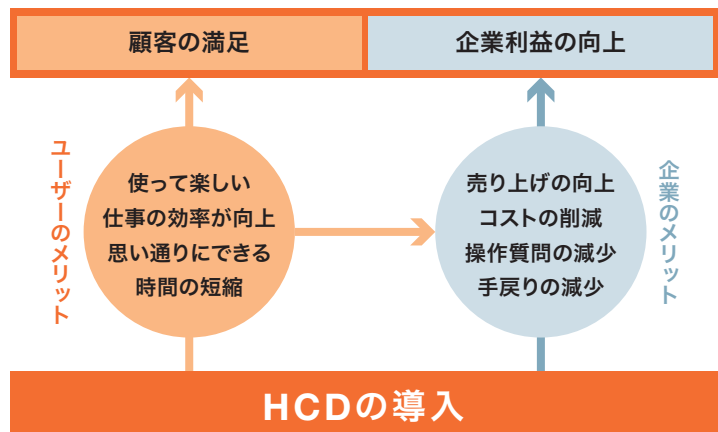 顧客の満足
企業利益の向上
ユーザーのメリット
使って楽しい
仕事の効率が向上
思い通りにできる
時間の短縮
売り上げの向上
コストの削減
操作質問の減少
手戻りの減少
企業のメリット
HCDの導入